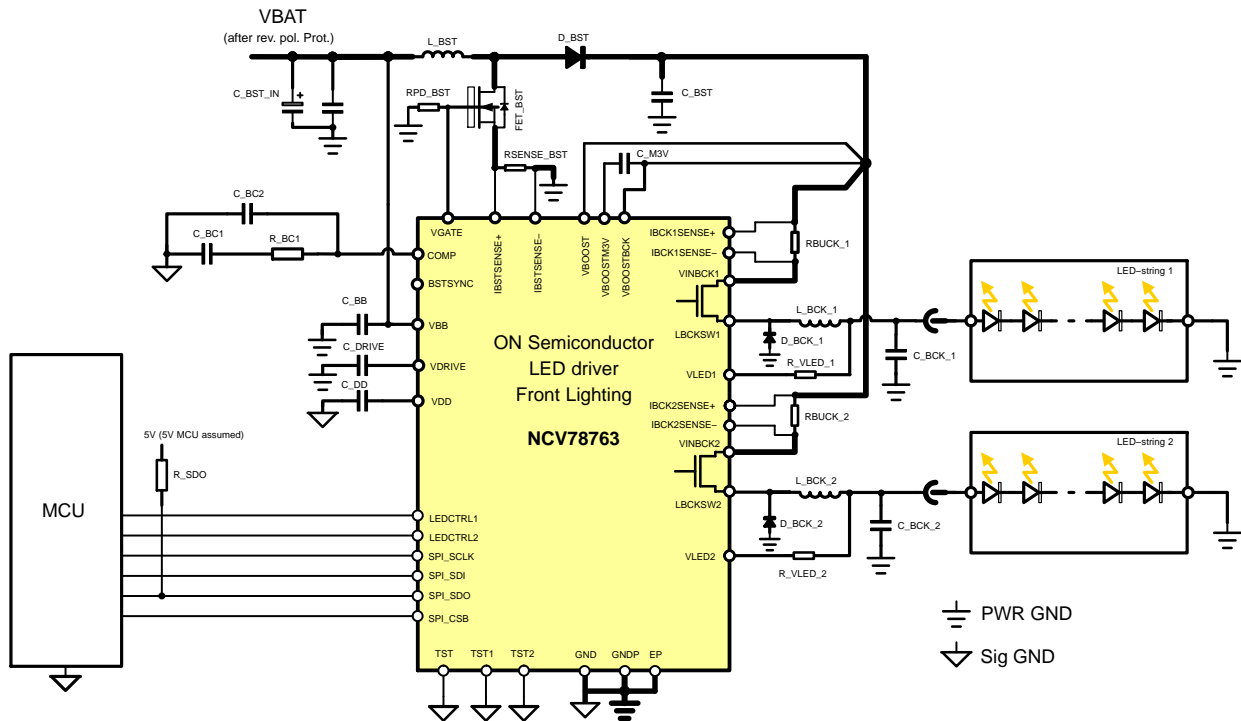 VBAT
(after rev. pol. Prot.)
L_BST
D_BST
C_BST_IN
+
RPD_BST
FET_BST
C_BST
RSENSE_BST
C_M3V
C_BC2
C_BC1
R_BC1
VGATE
IBSTSENSE+
IBSTSENSE−
VBOOST
VBOOSTM3V
VBOOSTBCK
COMP
BSTSYNC
IBCK1SENSE+
IBCK1SENSE−
RBUCK_1
VINBCK1
C_BB
VBB
C_DRIVE
VDRIVE
C_DD
VDD
ON Semiconductor
LED driver
Front Lighting
NCV78763
LBCKSW1
L_BCK_1
D_BCK_1
R_VLED_1
VLED1
C_BCK_1
LED−string 1
IBCK2SENSE+
IBCK2SENSE−
RBUCK_2
VINBCK2
LBCKSW2
L_BCK_2
D_BCK_2
C_BCK_2
VLED2
R_VLED_2
LED−string 2
5V (5V MCU assumed)
R_SDO
MCU
LEDCTRL1
LEDCTRL2
SPI_SCLK
SPI_SDI
SPI_SDO
SPI_CSB
TST
TST1
TST2
GND
GNDP
EP
PWR GND
Sig GND